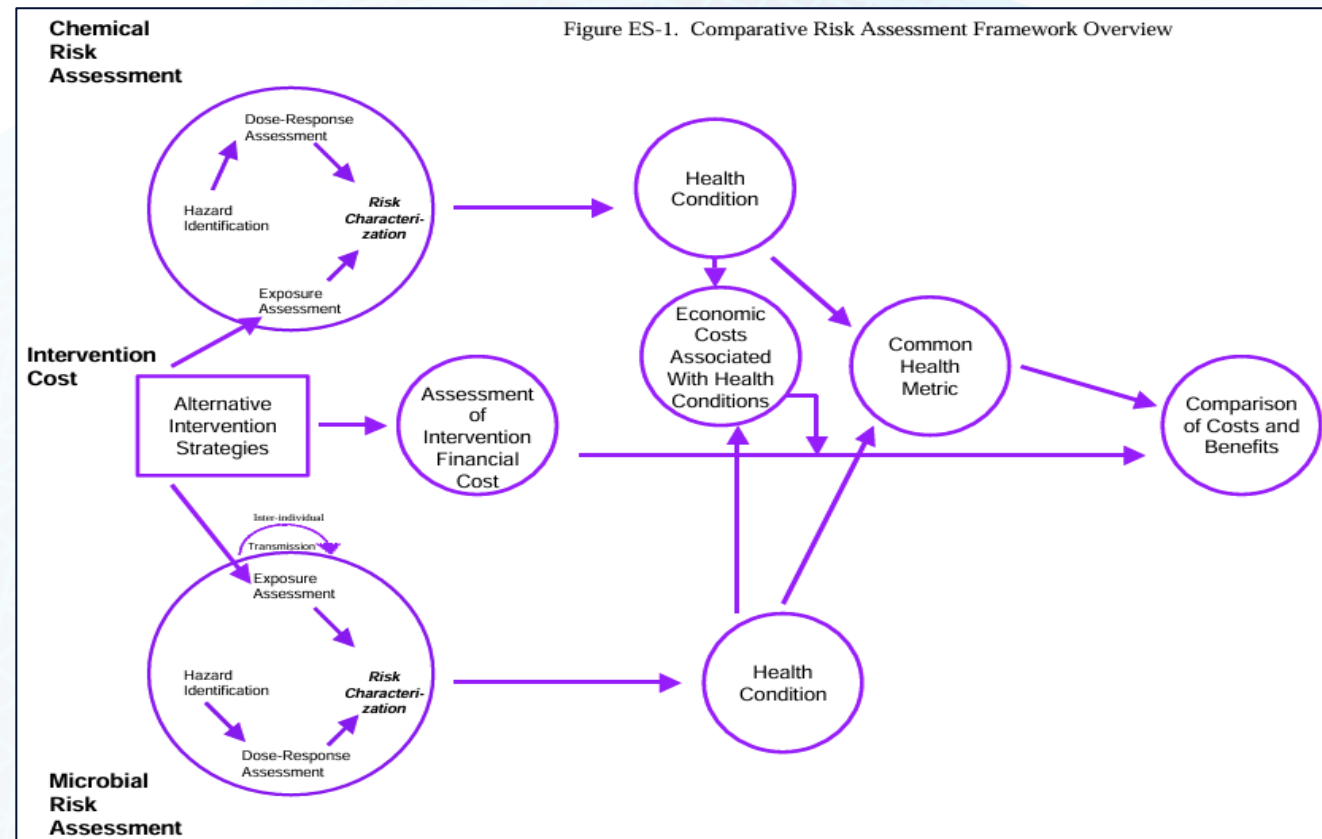 Chemical
Risk
Assessment
Figure ES-1. Comparative Risk Assessment Framework Overview
Dose-Response
Assessment
Hazard
Identification
Risk
Characteri-
zation
Exposure
Assessment
Health
Condition
Economic
Costs
Associated
With Health
Conditions
Common
Health
Metric
Intervention
Cost
Alternative
Intervention
Strategies
Assessment
of
Intervention
Financial
Cost
Comparison
of Costs and
Benefits
Inter-individual
Transmission
Exposure
Assessment
Hazard
Identification
Risk
Characteri-
zation
Dose-Response
Assessment
Health
Condition
Microbial
Risk
Assessment